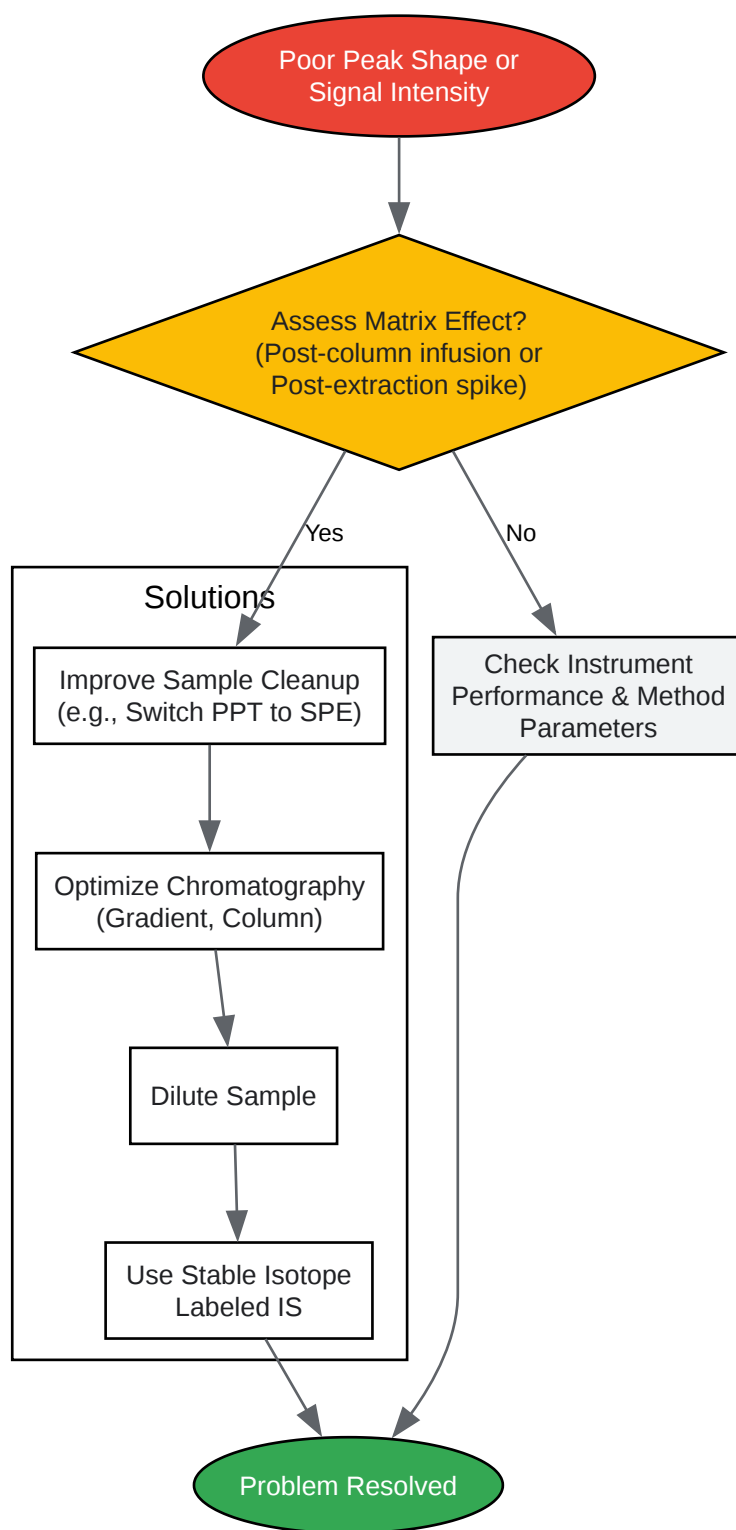 Poor Peak Shape or
Signal Intensity
Assess Matrix Effect?
(Post-column infusion or
Post-extraction spike)
Yes
No
Solutions
Improve Sample Cleanup
(e.g., Switch PPT to SPE)
Check Instrument
Performance & Method
Parameters
Optimize Chromatography
(Gradient, Column)
Dilute Sample
Use Stable Isotope
Labeled IS
Problem Resolved